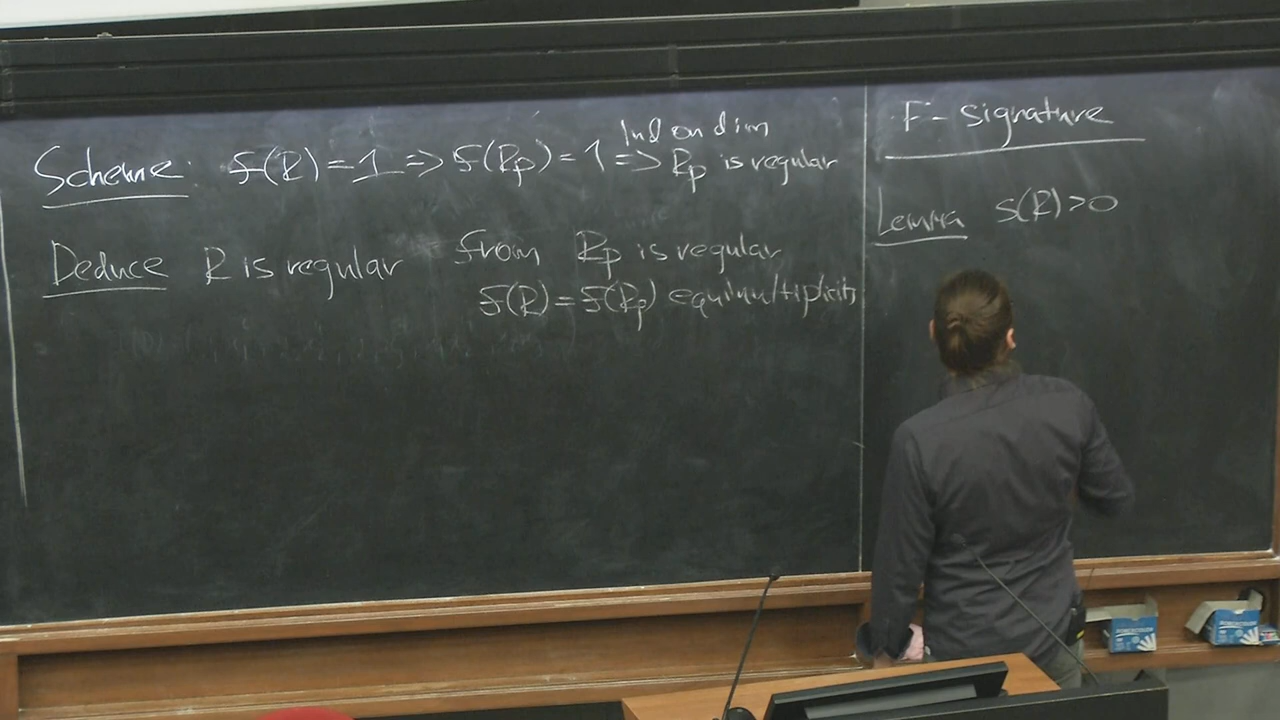 Ind on dim
Scheme: f(R) = 1 => f(Rp) = 1 => Rp is regular
Deduce R is regular from Rp is regular
f(R) = f(Rp) equimultiplicity
F-signature
Lemma s(R) > 0